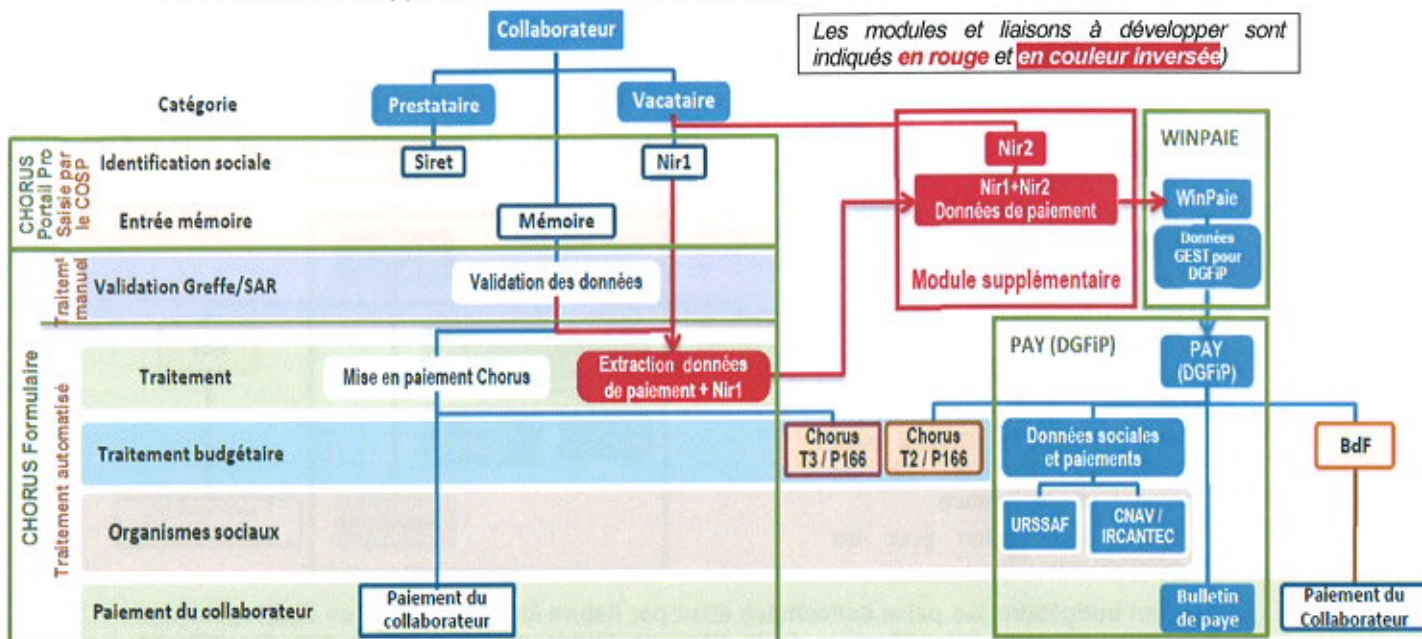 Collaborateur
Les modules et liaisons à développer sont
indiqués en rouge et en couleur inversée)
Catégorie
Prestataire
Vacataire
CHORUS
Portail Pro
Saisie par
le COSP
Identification sociale
Siret
Nir1
Nir2
WINPAIE
Nir1+Nir2
Données de paiement
WinPaie
Entrée mémoire
Mémoire
Données
GEST pour
DGFiP
Module supplémentaire
Traitemt
manuel
Validation Greffe/SAR
Validation des données
CHORUS Formulaire
Traitement automatisé
PAY (DGFiP)
PAY
(DGFiP)
Traitement
Mise en paiement Chorus
Extraction données
de paiement + Nir1
Traitement budgétaire
Chorus
T3 / P166
Chorus
T2 / P166
Données sociales
et paiements
BdF
Organismes sociaux
URSSAF
CNAV /
IRCANTEC
Paiement du collaborateur
Paiement du
collaborateur
Bulletin
de paye
Paiement du
Collaborateur